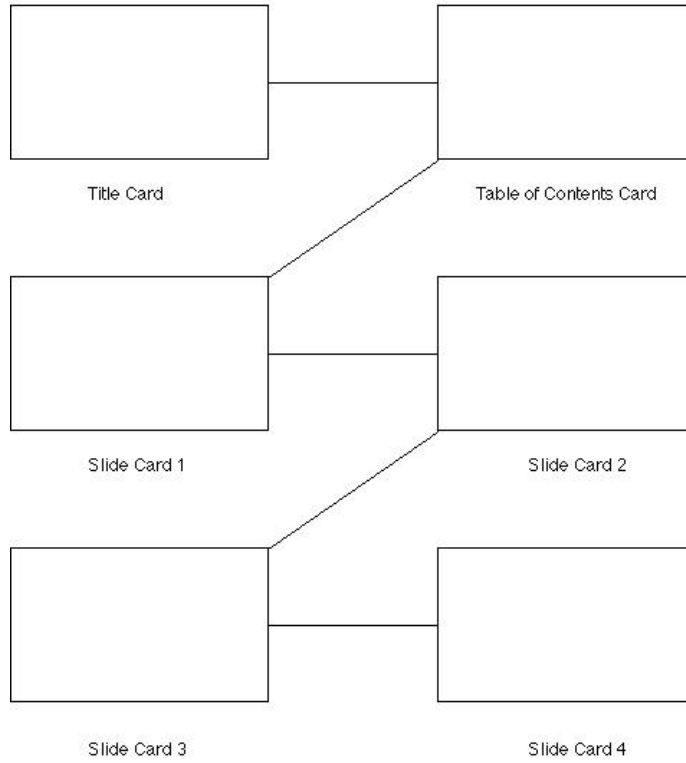 Title Card
Table of Contents Card
Slide Card 1
Slide Card 2
Slide Card 3
Slide Card 4